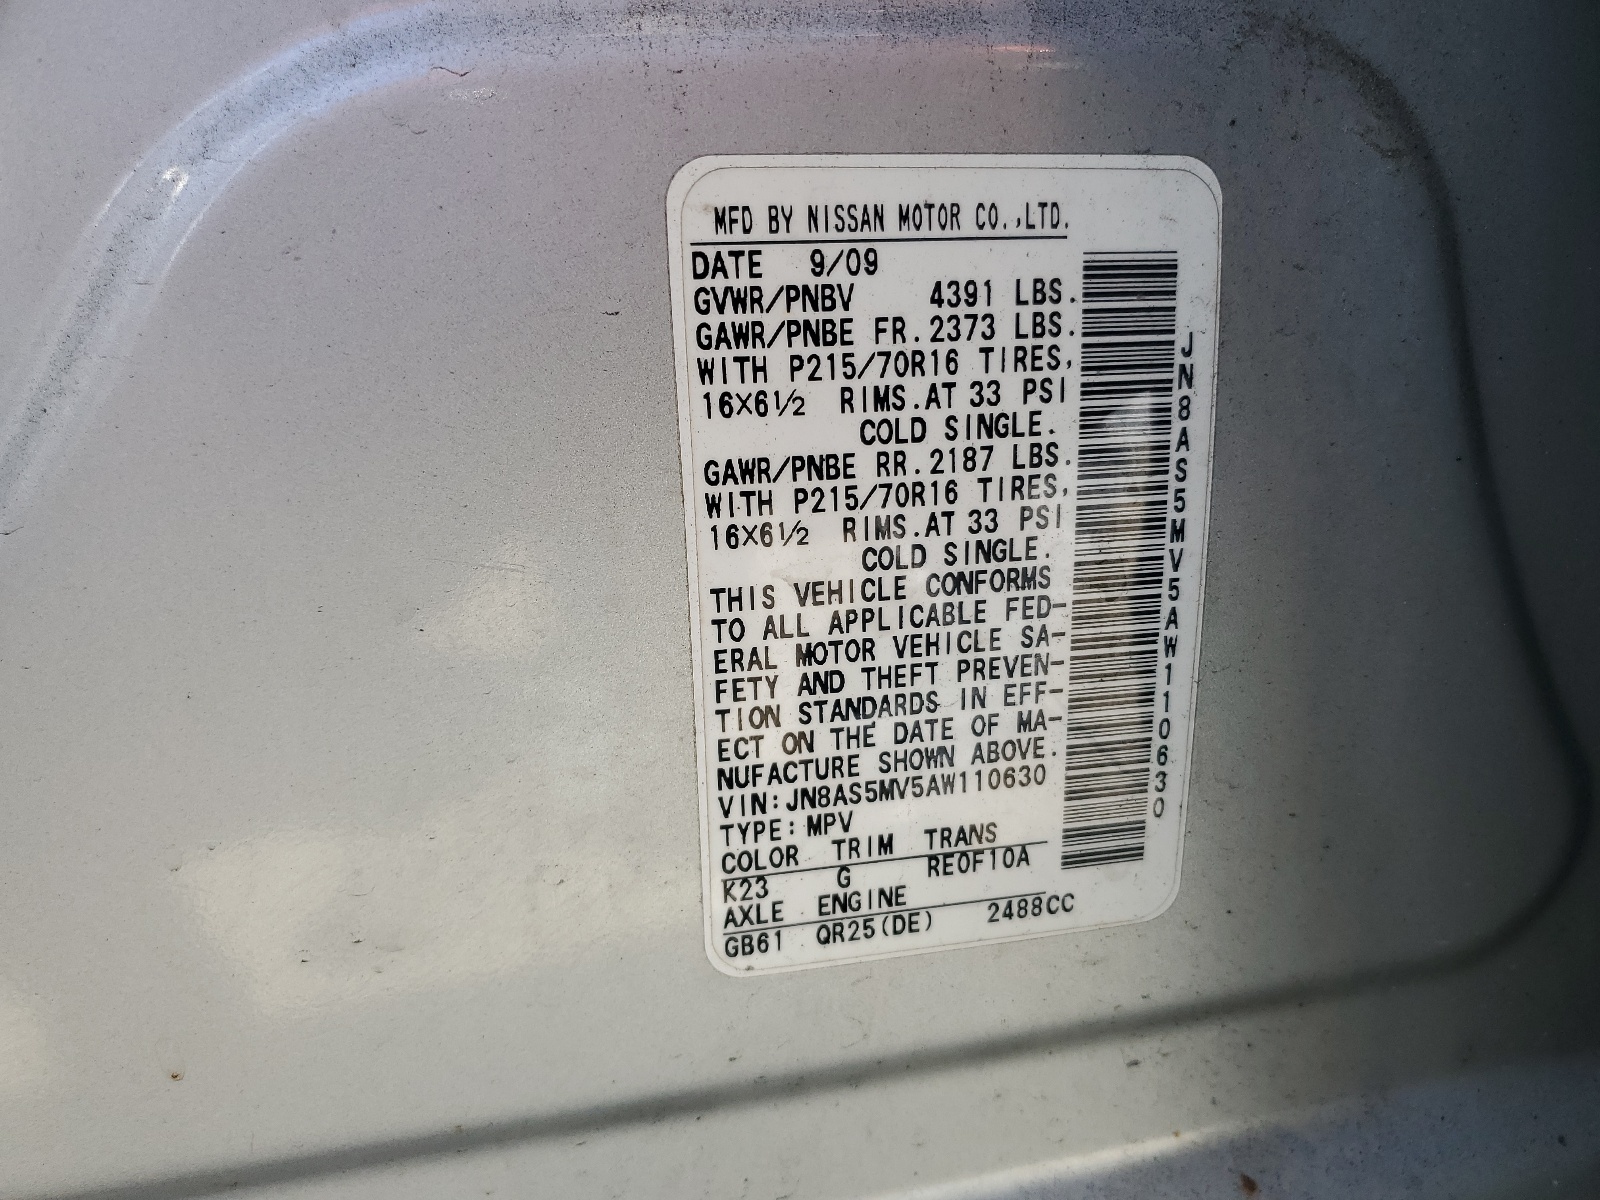 MFD BY NISSAN MOTOR CO.,LTD.
DATE 9/09
GVWR/PNBV 4391 LBS.
GAWR/PNBE FR.2373 LBS.
WITH P215/70R16 TIRES,
16X6½ RIMS.AT 33 PSI
COLD SINGLE.
GAWR/PNBE RR.2187 LBS.
WITH P215/70R16 TIRES,
16X6½ RIMS.AT 33 PSI
COLD SINGLE.
THIS VEHICLE CONFORMS
TO ALL APPLICABLE FED-
ERAL MOTOR VEHICLE SA-
FETY AND THEFT PREVEN-
TION STANDARDS IN EFF-
ECT ON THE DATE OF MA-
NUFACTURE SHOWN ABOVE.
VIN:JN8AS5MV5AW110630
TYPE:MPV
COLOR TRIM TRANS
K23 G RE0F10A
AXLE ENGINE
GB61 QR25(DE) 2488CC
JN8AS5MV5AW110630